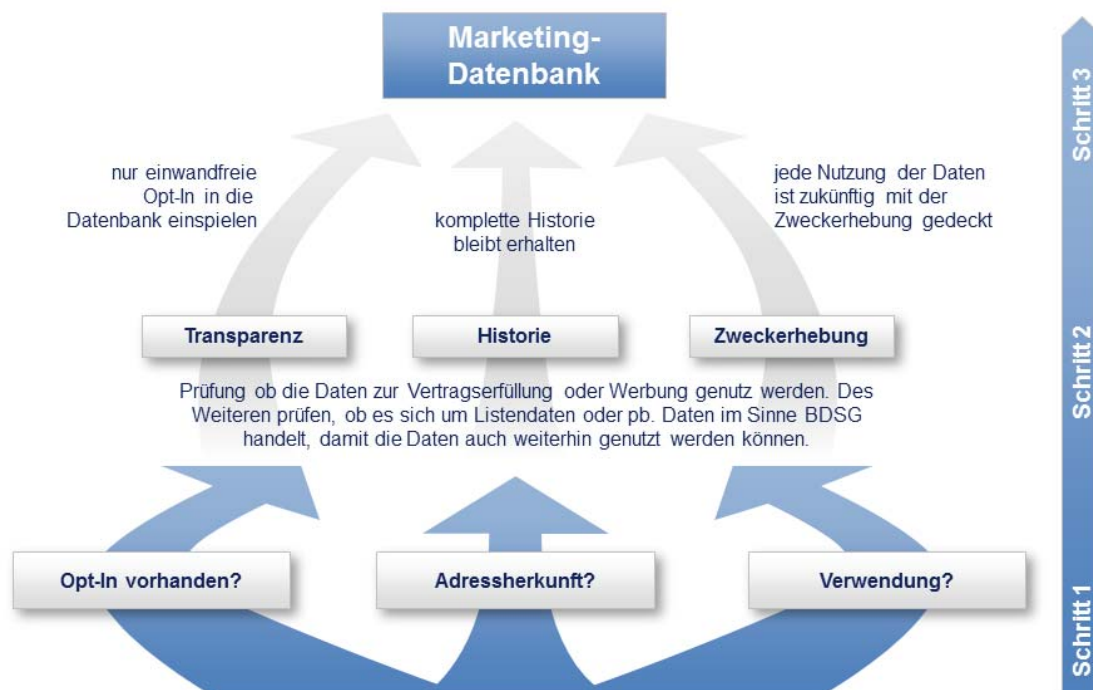 Marketing-
Datenbank
nur einwandfreie
Opt-In in die
Datenbank einspielen
komplette Historie
bleibt erhalten
jede Nutzung der Daten
ist zukünftig mit der
Zweckerhebung gedeckt
Schritt 3
Transparenz
Historie
Zweckerhebung
Prüfung ob die Daten zur Vertragserfüllung oder Werbung genutz werden. Des
Weiteren prüfen, ob es sich um Listendaten oder pb. Daten im Sinne BDSG
handelt, damit die Daten auch weiterhin genutzt werden können.
Schritt 2
Opt-In vorhanden?
Adressherkunft?
Verwendung?
Schritt 1